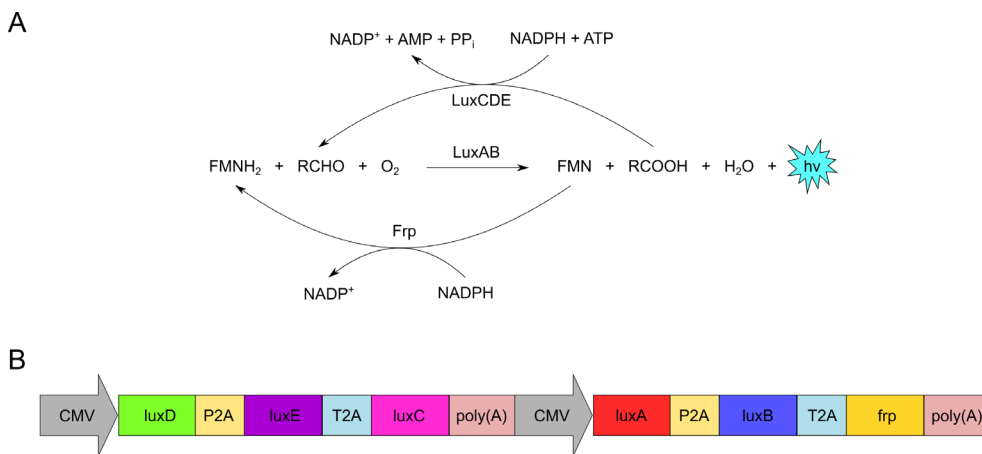 A
NADP⁺ + AMP + PPᵢ NADPH + ATP
LuxCDE
FMNH₂ + RCHO + O₂ LuxAB FMN + RCOOH + H₂O + hv
Frp
NADP⁺ NADPH
B
CMV luxD P2A luxE T2A luxC poly(A) CMV luxA P2A luxB T2A frp poly(A)